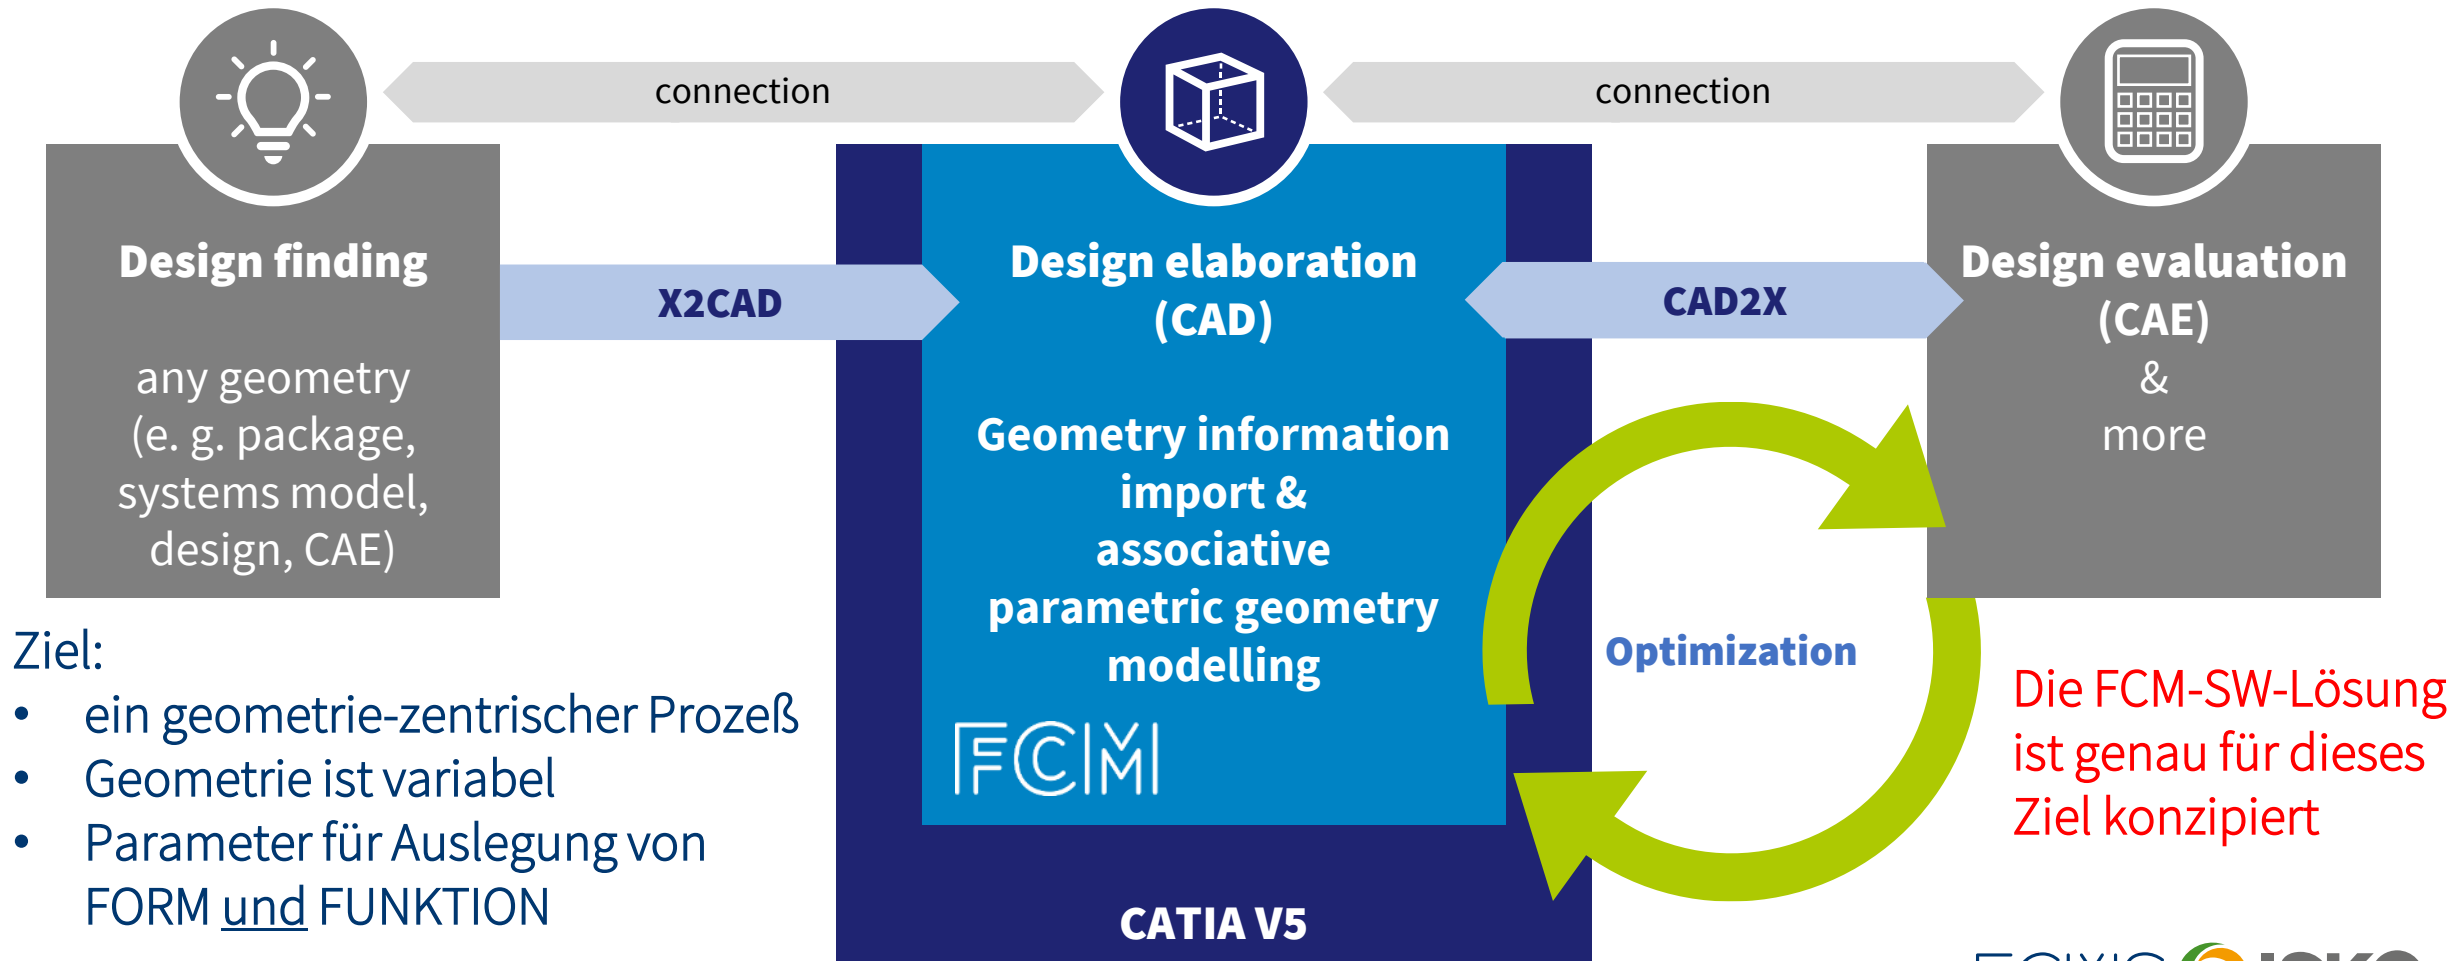 connection
connection
Design finding
any geometry
(e. g. package,
systems model,
design, CAE)
X2CAD
Design elaboration
(CAD)
Geometry information
import &
associative
parametric geometry
modelling
FCM
CATIA V5
CAD2X
Design evaluation
(CAE)
&
more
Optimization
Ziel:
• ein geometrie-zentrischer Prozeß
• Geometrie ist variabel
• Parameter für Auslegung von
FORM und FUNKTION
Die FCM-SW-Lösung
ist genau für dieses
Ziel konzipiert